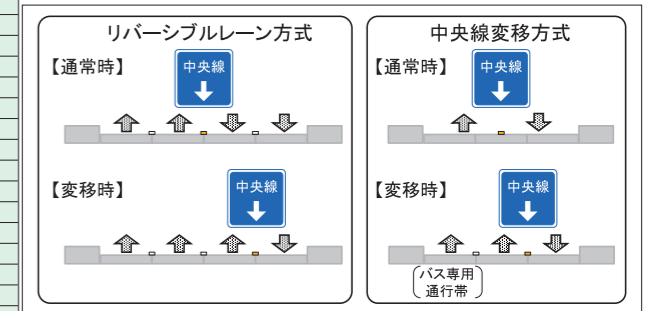 リバーシブルレーン方式
【通常時】
中央線
【変移時】
中央線
中央線変移方式
【通常時】
中央線
【変移時】
中央線
（バス専用
通行帯）